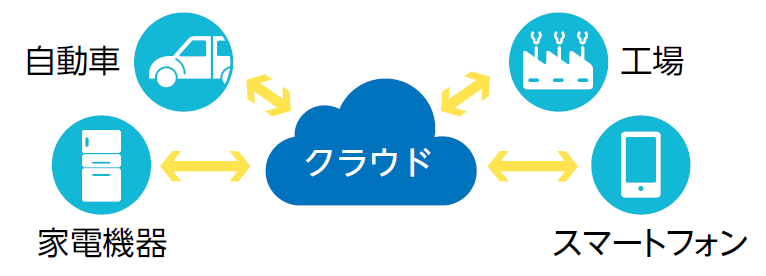 自動車
工場
クラウド
家電機器
スマートフォン